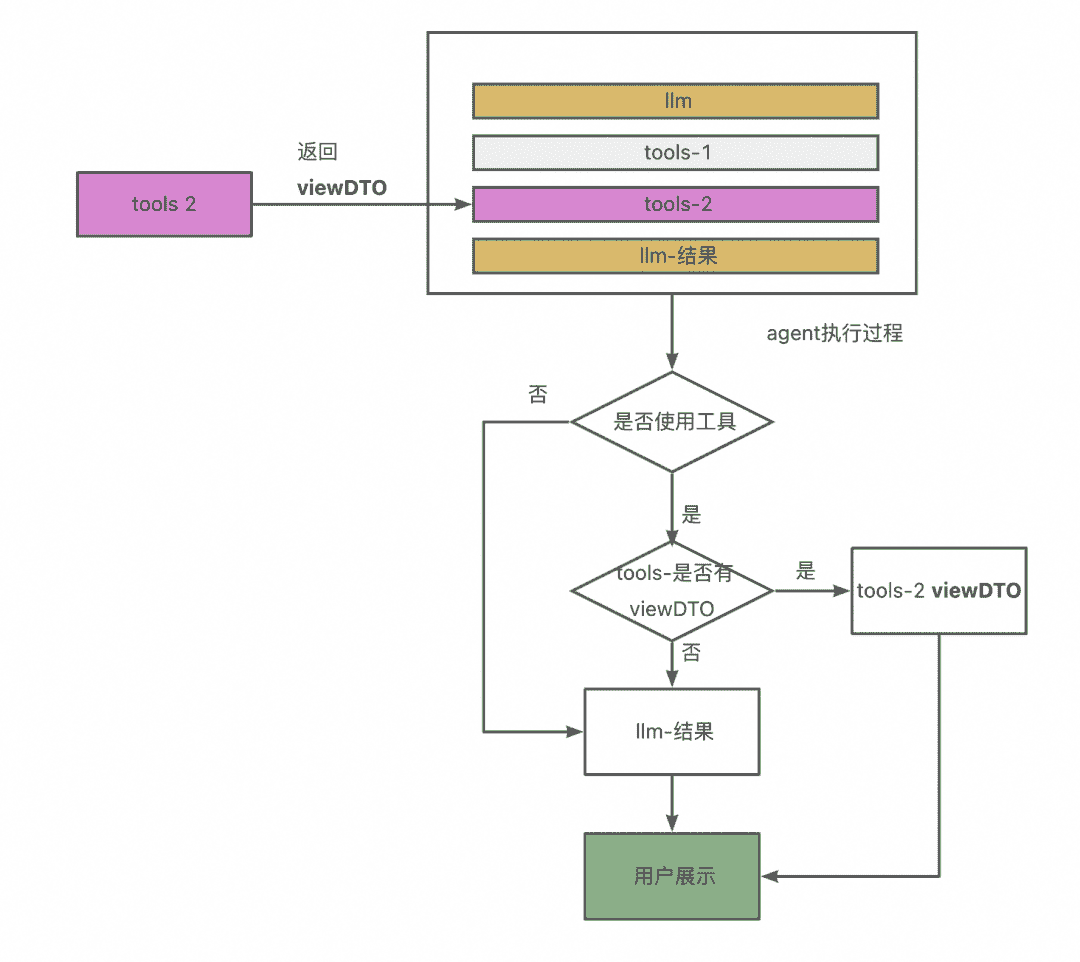 llm
tools-1
返回
viewDTO
tools 2
tools-2
llm-结果
agent执行过程
否
是否使用工具
是
tools-是否有
viewDTO
是
tools-2 viewDTO
否
llm-结果
用户展示